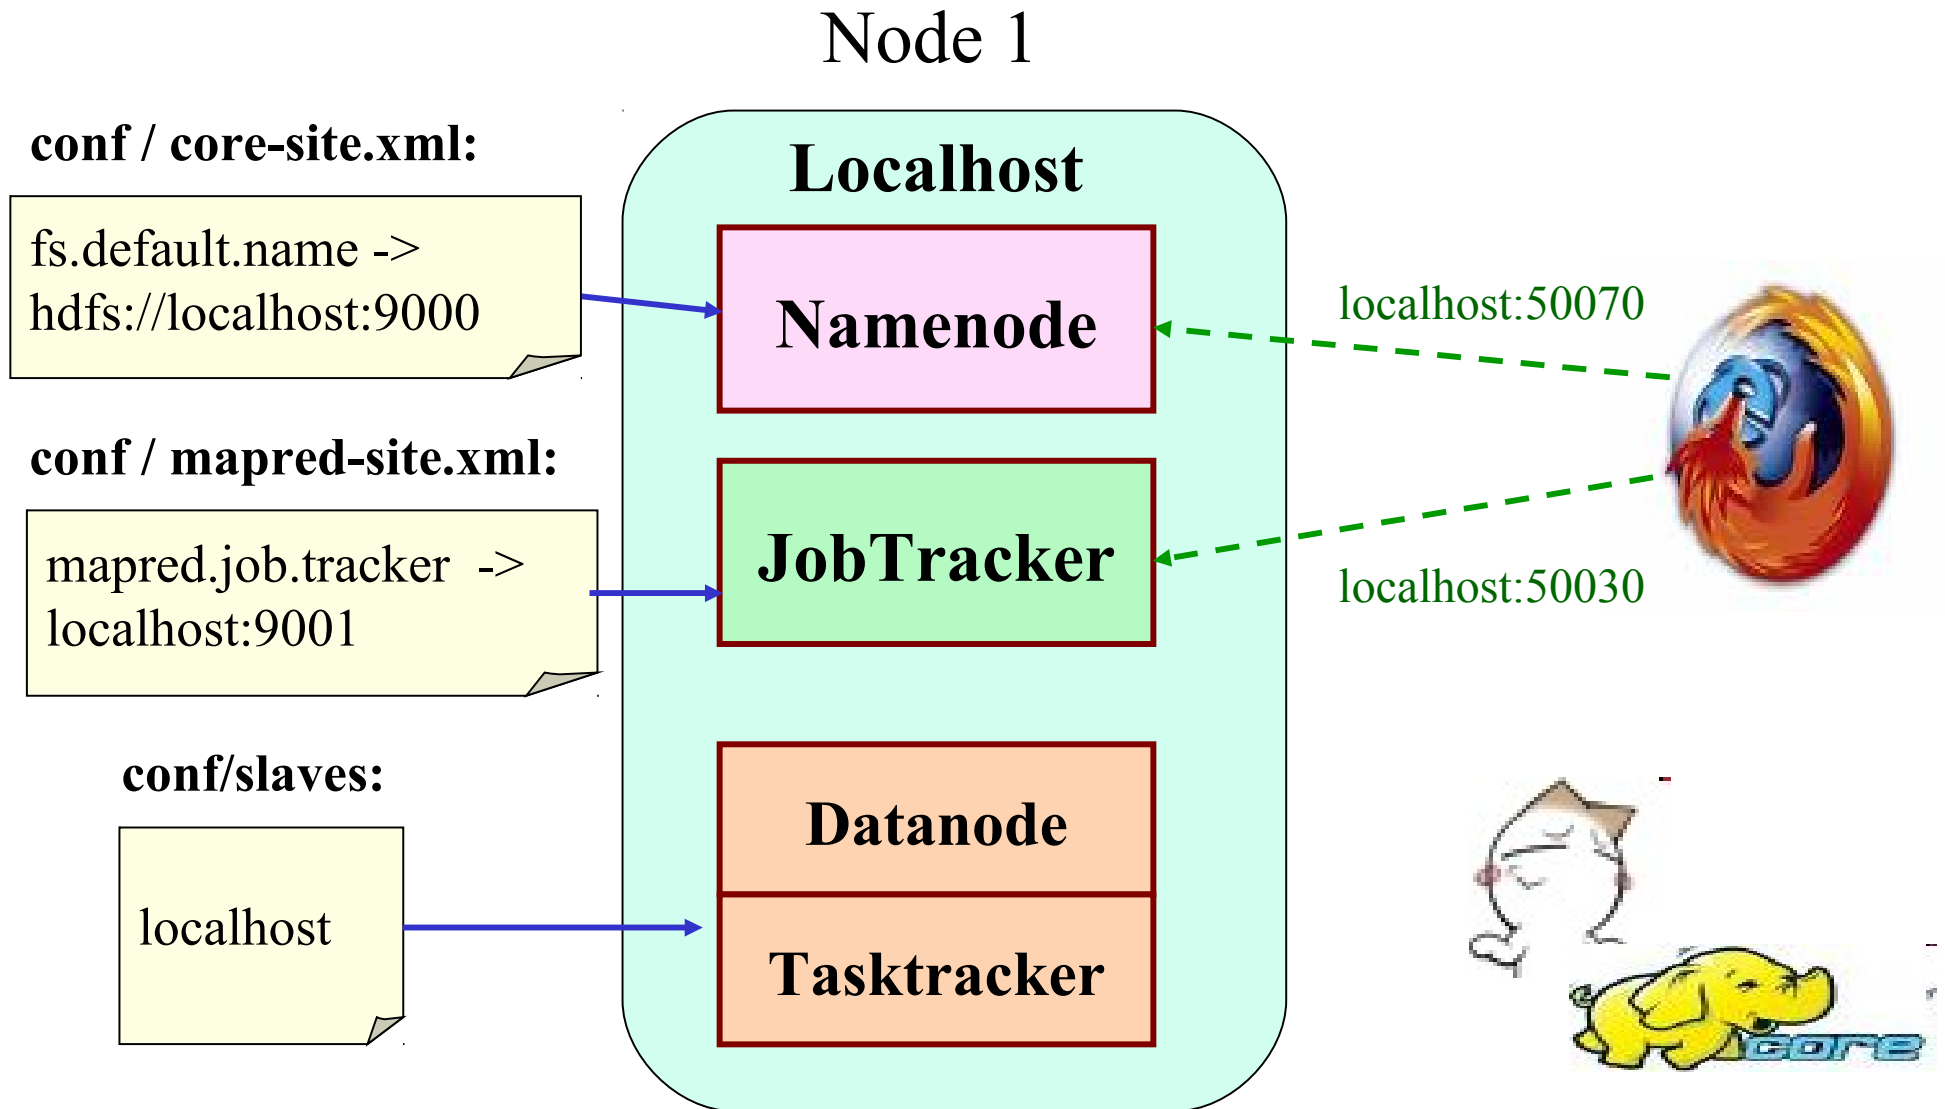 Node 1
conf / core-site.xml:
fs.default.name ->
hdfs://localhost:9000
conf / mapred-site.xml:
mapred.job.tracker  ->
localhost:9001
conf/slaves:
localhost
Localhost
Namenode
JobTracker
Datanode
Tasktracker
localhost:50070
localhost:50030
core